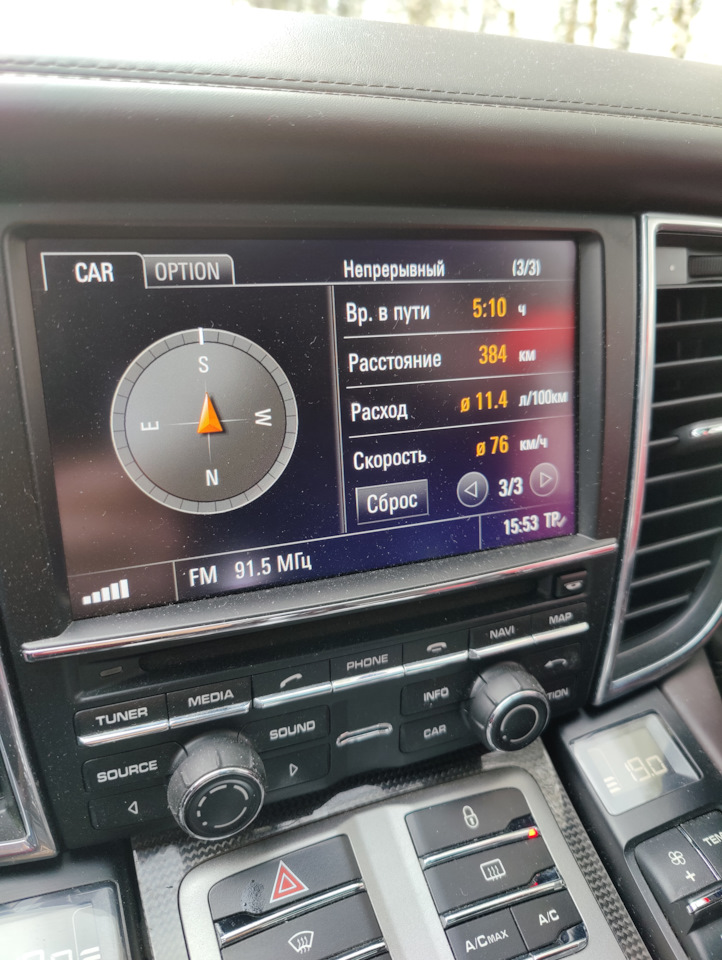 CAR OPTION Непрерывный (3/3)
S
E
W
N
Вр. в пути 5:10 ч
Расстояние 384 км
Расход ø 11.4 л/100км
Скорость ø 76 км/ч
Сброс 3/3
15:53 TP
FM 91.5 МГц
TUNER MEDIA PHONE NAVI MAP
SOURCE SOUND INFO
CAR
19.0
A/C MAX A/C